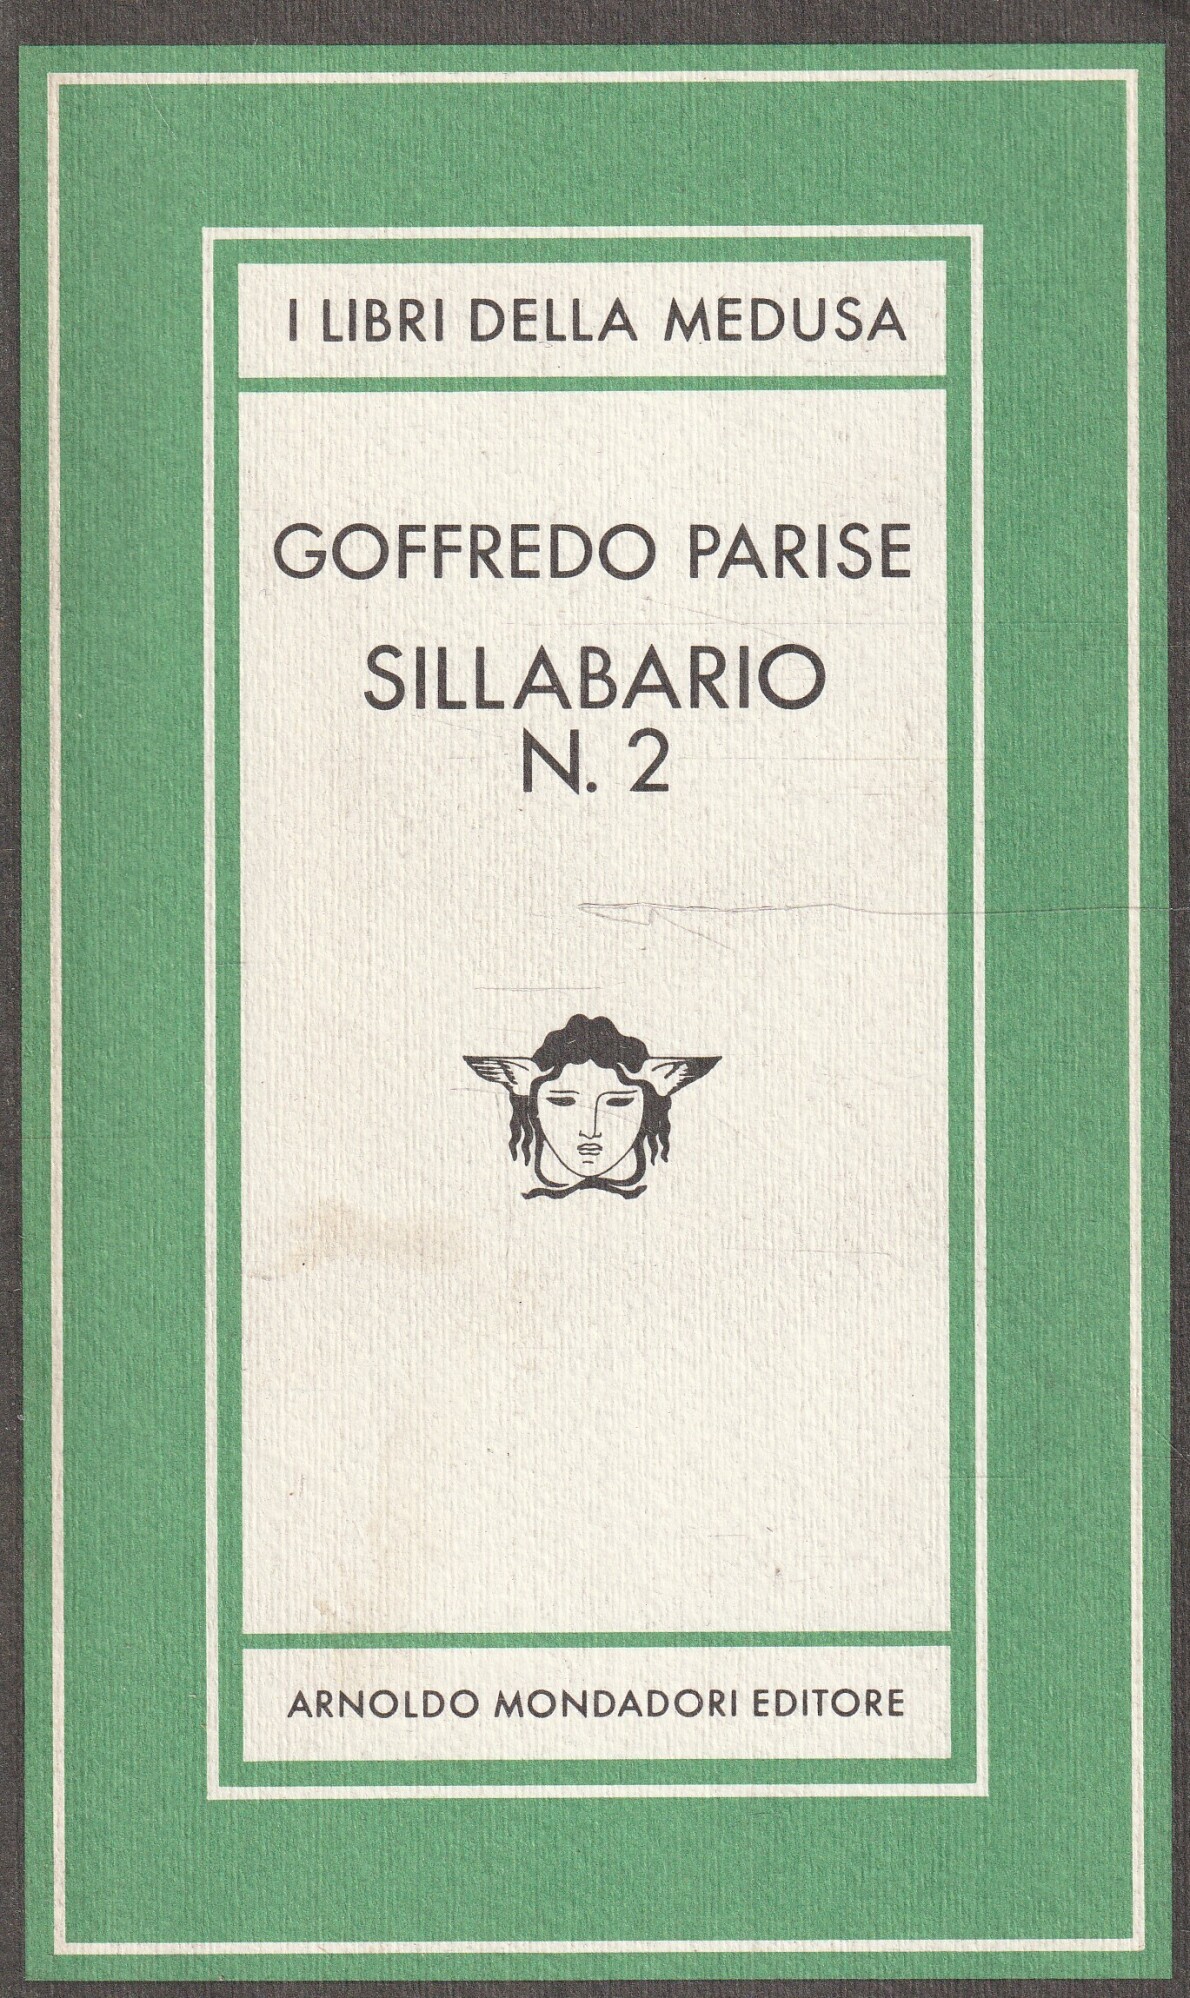 I LIBRI DELLA MEDUSA
GOFFREDO PARISE
SILLABARIO
N. 2
ARNOLDO MONDADORI EDITORE